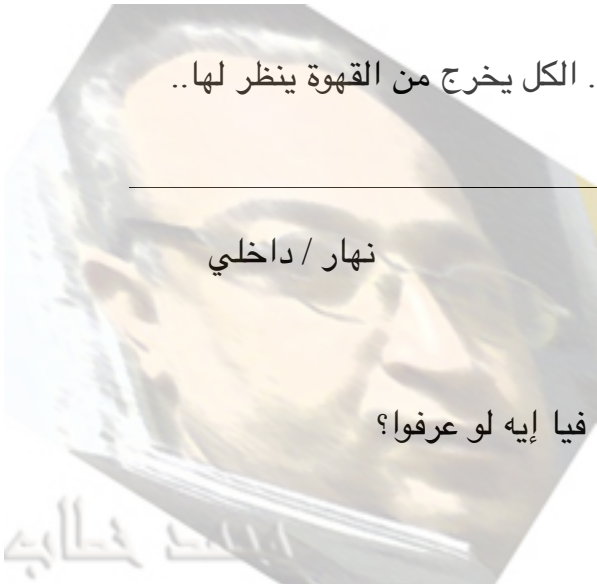 . الكل يخرج من القهوة ينظر لها..
نهار / داخلي
فيا إيه لو عرفوا؟